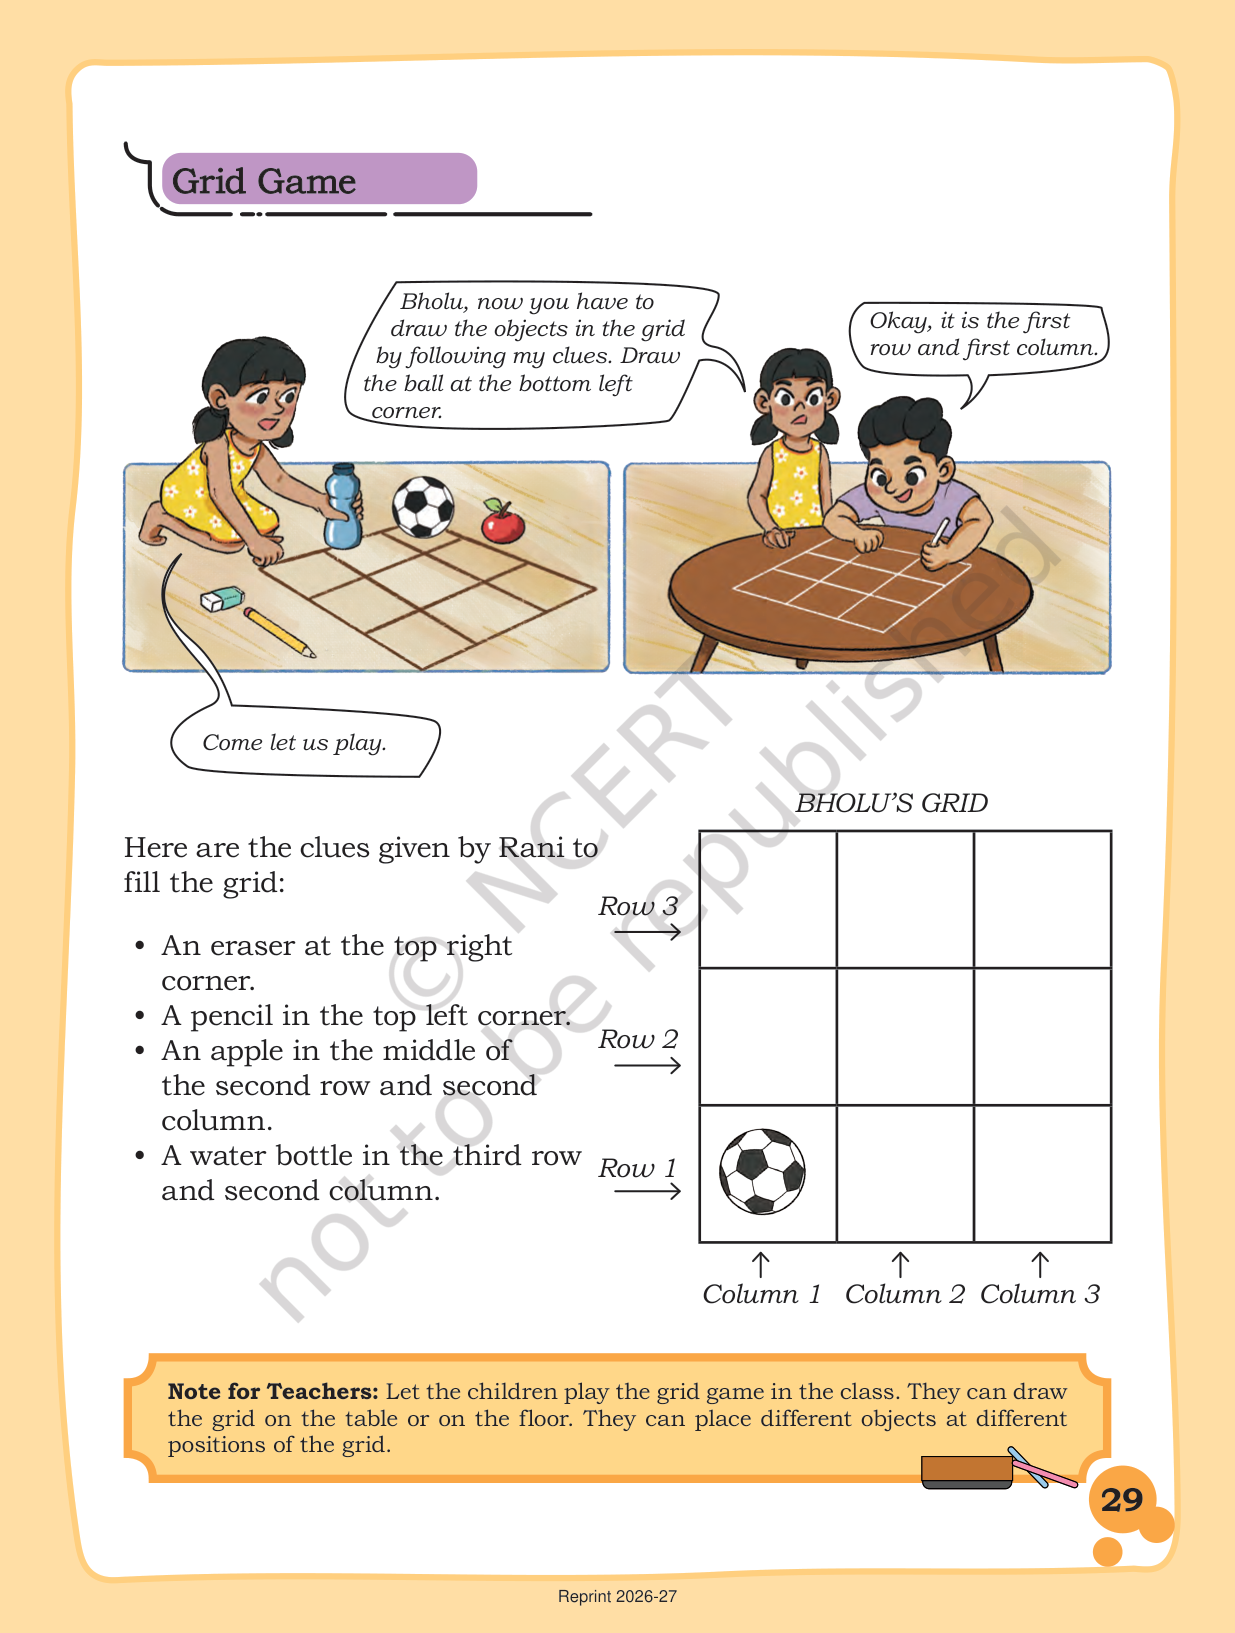 Grid Game
Bholu, now you have to
draw the objects in the grid
by following my clues. Draw
the ball at the bottom left
corner.
Okay, it is the first
row and first column.
Come let us play.
Here are the clues given by Rani to
fill the grid:
• An eraser at the top right
corner.
• A pencil in the top left corner.
• An apple in the middle of
the second row and second
column.
• A water bottle in the third row
and second column.
BHOLU'S GRID
Row 3
Row 2
Row 1
Column 1 Column 2 Column 3
© NCERT
not to be republished
Note for Teachers: Let the children play the grid game in the class. They can draw
the grid on the table or on the floor. They can place different objects at different
positions of the grid.
29
Reprint 2026-27